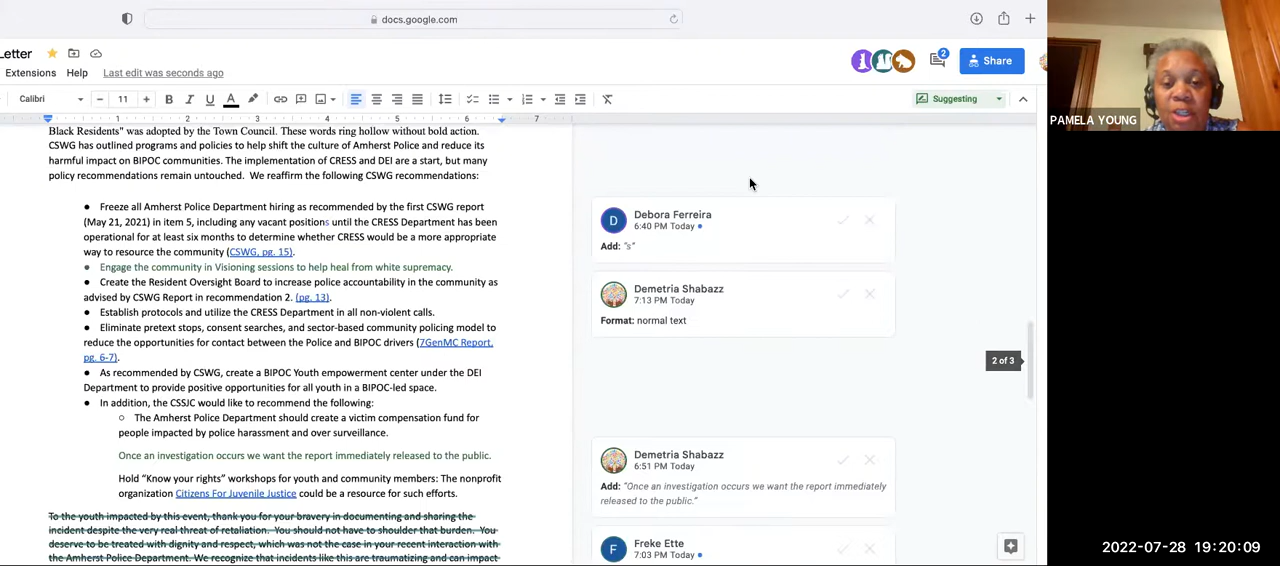 docs.google.com
Letter
Extensions Help Last edit was seconds ago
2
Share
Calibri 11 B I U A
Suggesting
1 2 3 4 5 6 7
Black Residents" was adopted by the Town Council. These words ring hollow without bold action.
CSWG has outlined programs and policies to help shift the culture of Amherst Police and reduce its
harmful impact on BIPOC communities. The implementation of CRESS and DEI are a start, but many
policy recommendations remain untouched. We reaffirm the following CSWG recommendations:
● Freeze all Amherst Police Department hiring as recommended by the first CSWG report
(May 21, 2021) in item 5, including any vacant positions until the CRESS Department has been
operational for at least six months to determine whether CRESS would be a more appropriate
way to resource the community (CSWG, pg. 15).
● Engage the community in Visioning sessions to help heal from white supremacy.
● Create the Resident Oversight Board to increase police accountability in the community as
advised by CSWG Report in recommendation 2. (pg. 13).
● Establish protocols and utilize the CRESS Department in all non-violent calls.
● Eliminate pretext stops, consent searches, and sector-based community policing model to
reduce the opportunities for contact between the Police and BIPOC drivers (7GenMC Report,
pg. 6-7).
● As recommended by CSWG, create a BIPOC Youth empowerment center under the DEI
Department to provide positive opportunities for all youth in a BIPOC-led space.
● In addition, the CSSJC would like to recommend the following:
○ The Amherst Police Department should create a victim compensation fund for
people impacted by police harassment and over surveillance.
Once an investigation occurs we want the report immediately released to the public.
Hold “Know your rights” workshops for youth and community members: The nonprofit
organization Citizens For Juvenile Justice could be a resource for such efforts.
To the youth impacted by this event, thank you for your bravery in documenting and sharing the
incident despite the very real threat of retaliation. You should not have to shoulder that burden. You
deserve to be treated with dignity and respect, which was not the case in your recent interaction with
the Amherst Police Department. We recognize that incidents like this are traumatizing and can impact
D
Debora Ferreira
6:40 PM Today
Add: “s”
Demetria Shabazz
7:13 PM Today
Format: normal text
2 of 3
Demetria Shabazz
6:51 PM Today
Add: “Once an investigation occurs we want the report immediately
released to the public.”
F
Freke Ette
7:03 PM Today
PAMELA YOUNG
2022-07-28 19:20:09